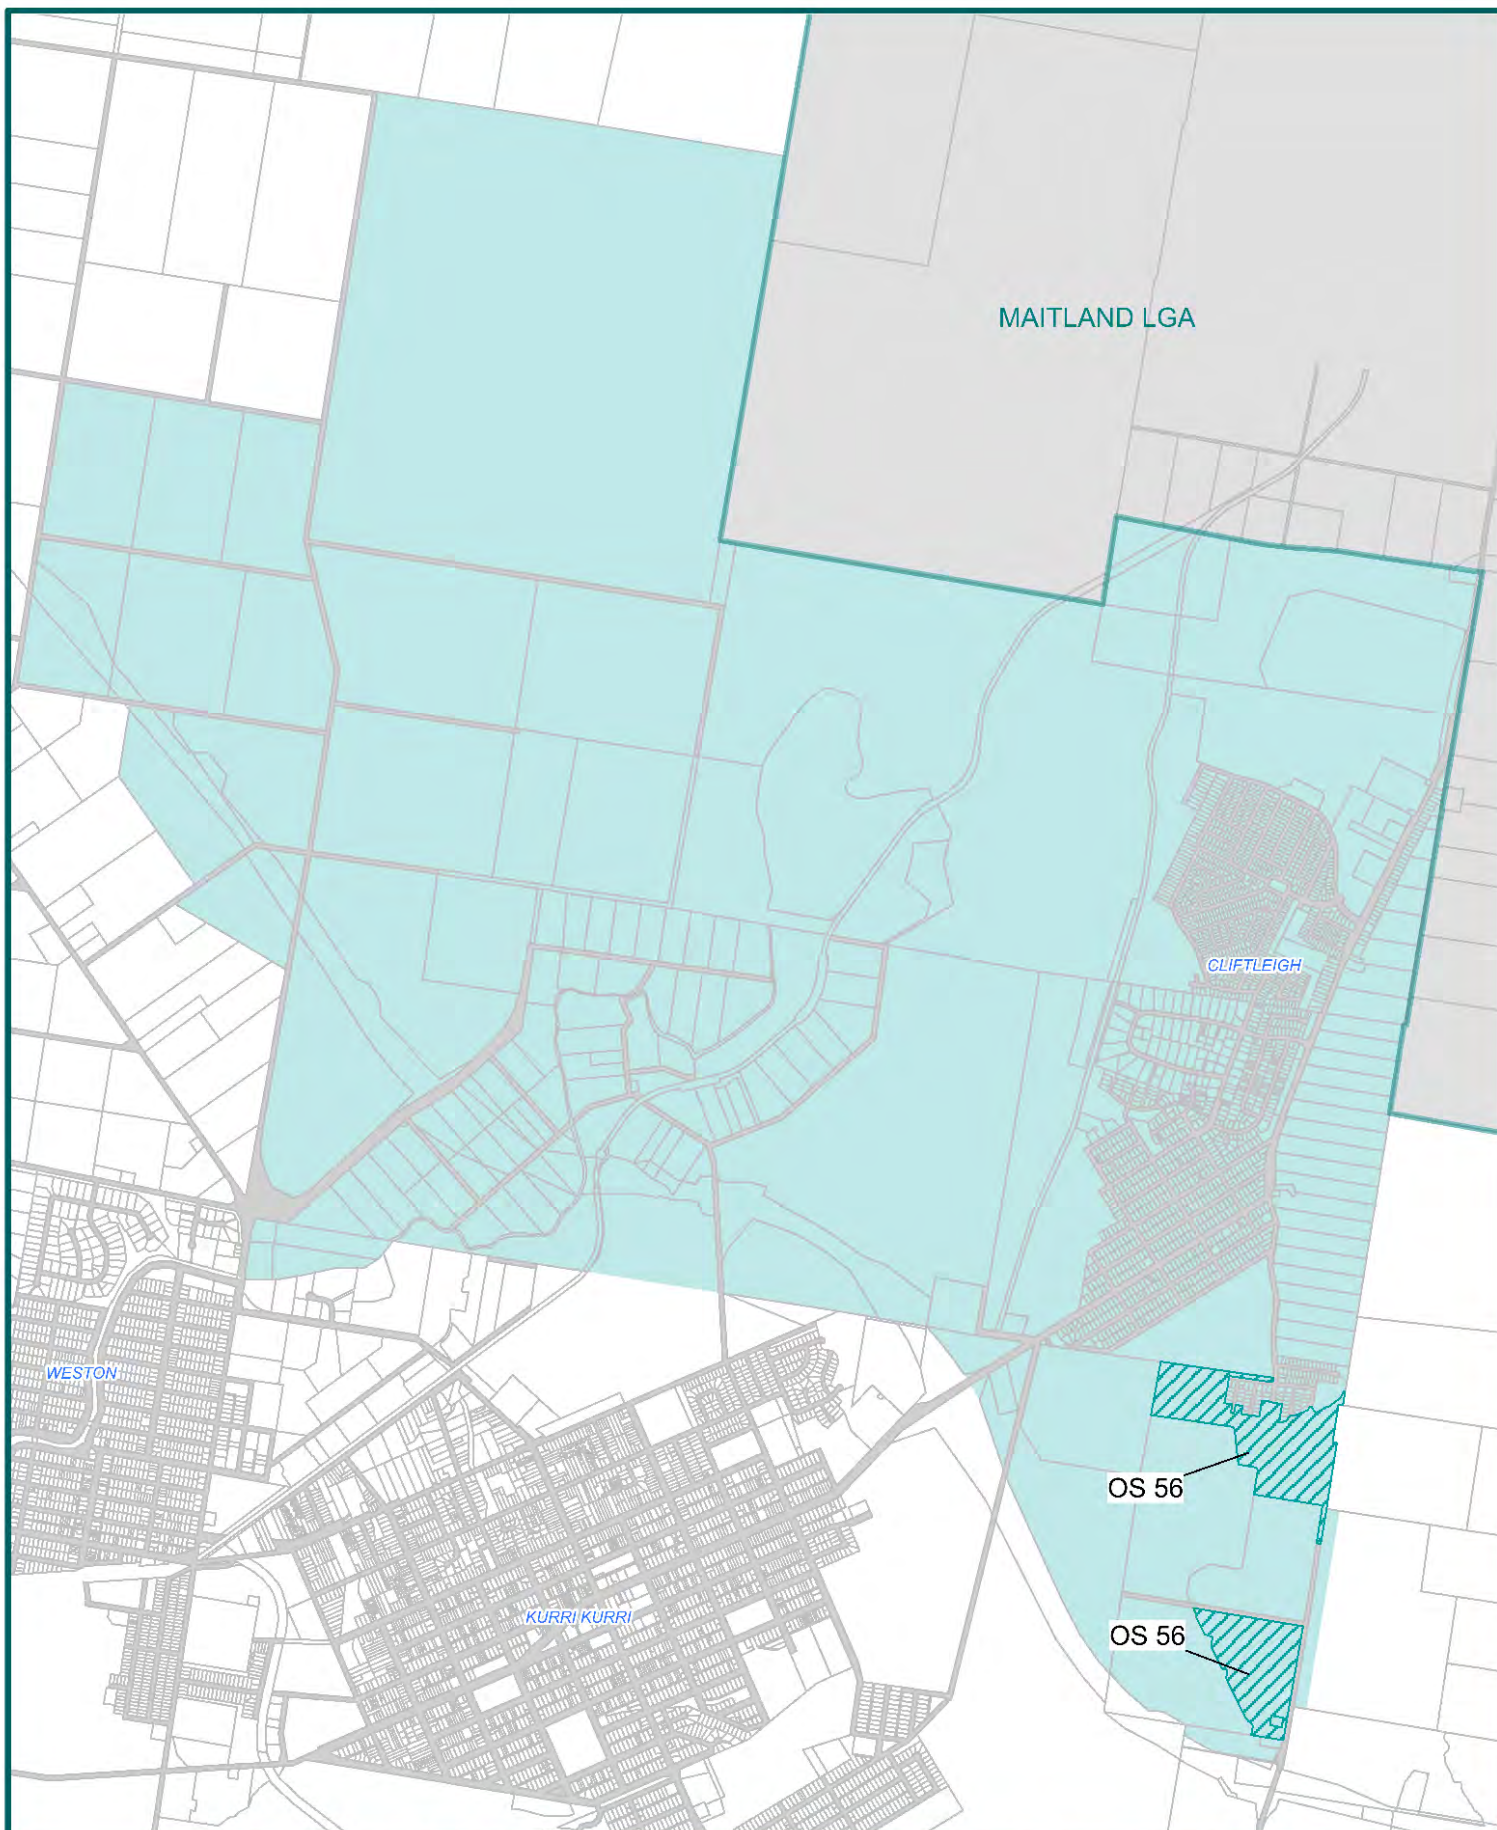 MAITLAND LGA
CLIFTLEIGH
WESTON
OS 56
KURRI KURRI
OS 56